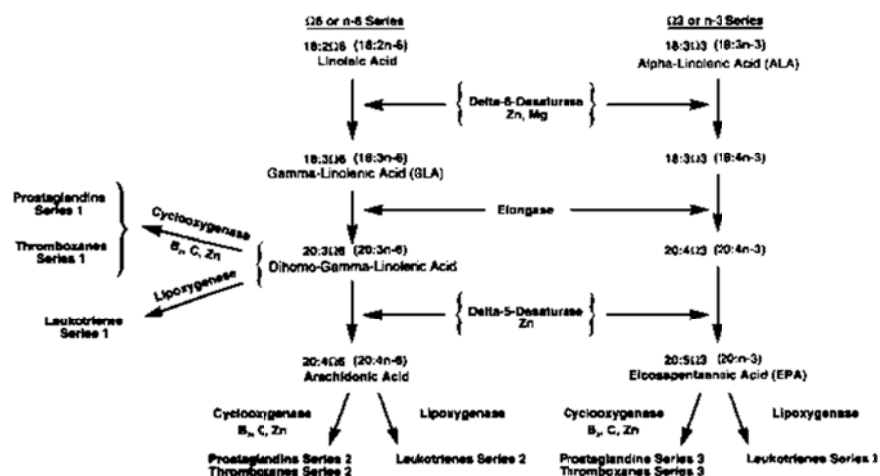 Ω6 or n-6 Series
18:2Ω6 (18:2n-6)
Linolaic Acid
Ω3 or n-3 Series
18:3Ω3 (18:3n-3)
Alpha-Linolenic Acid (ALA)
Delta-6-Desaturase
Zn, Mg
18:3Ω6 (18:3n-6)
Gamma-Linolenic Acid (GLA)
18:3Ω3 (18:4n-3)
Elongase
Prostaglandins
Series 1
Thromboxanes
Series 1
Cyclooxygenase
C, Zn
Lipoxygenase
Leukotriene
Series 1
20:3Ω6 (20:3n-6)
Dihomo-Gamma-Linolenic Acid
20:4Ω3 (20:4n-3)
Delta-5-Desaturase
Zn
20:4Ω6 (20:4n-6)
Arachidonic Acid
20:5Ω3 (20:n-3)
Eicosapentaenoic Acid (EPA)
Cyclooxygenase
C, Zn
Lipoxygenase
Prostaglandins Series 2
Thromboxanes Series 2
Leukotrienes Series 2
Cyclooxygenase
C, Zn
Lipoxygenase
Prostaglandins Series 3
Thromboxanes Series 3
Leukotrienes Series